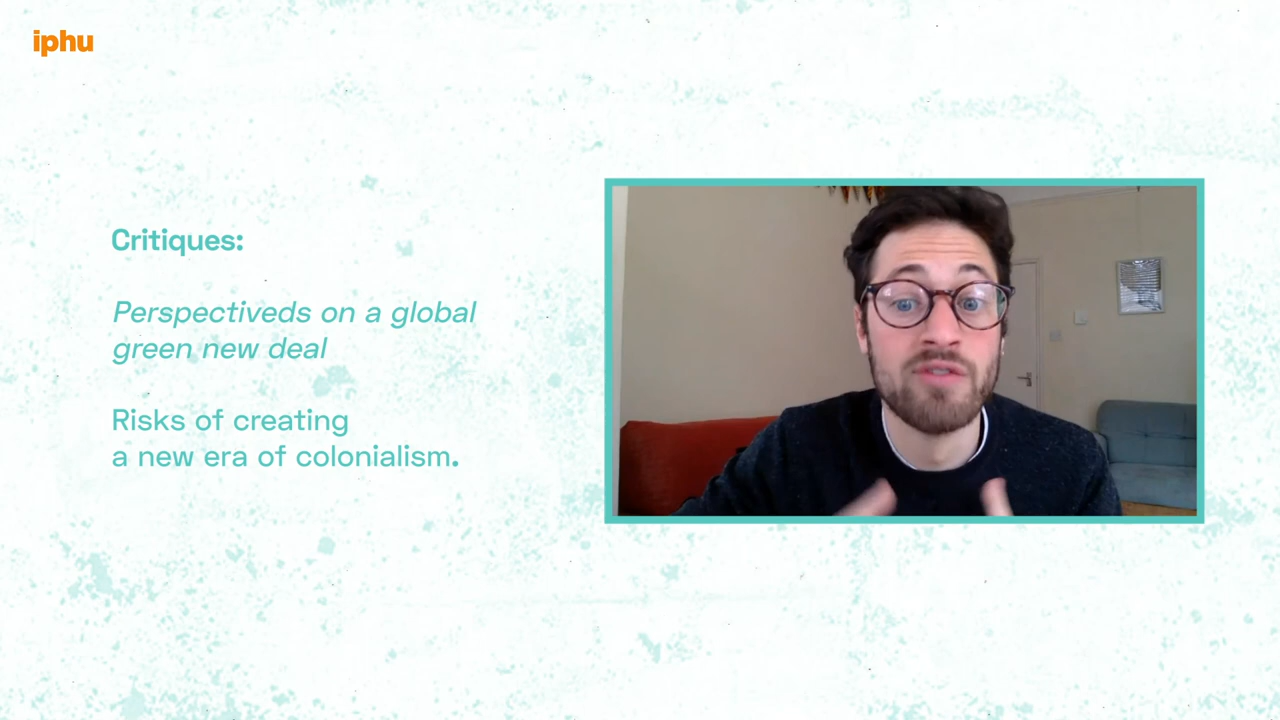 iphu
Critiques:
Perspectiveds on a global
green new deal
Risks of creating
a new era of colonialism.